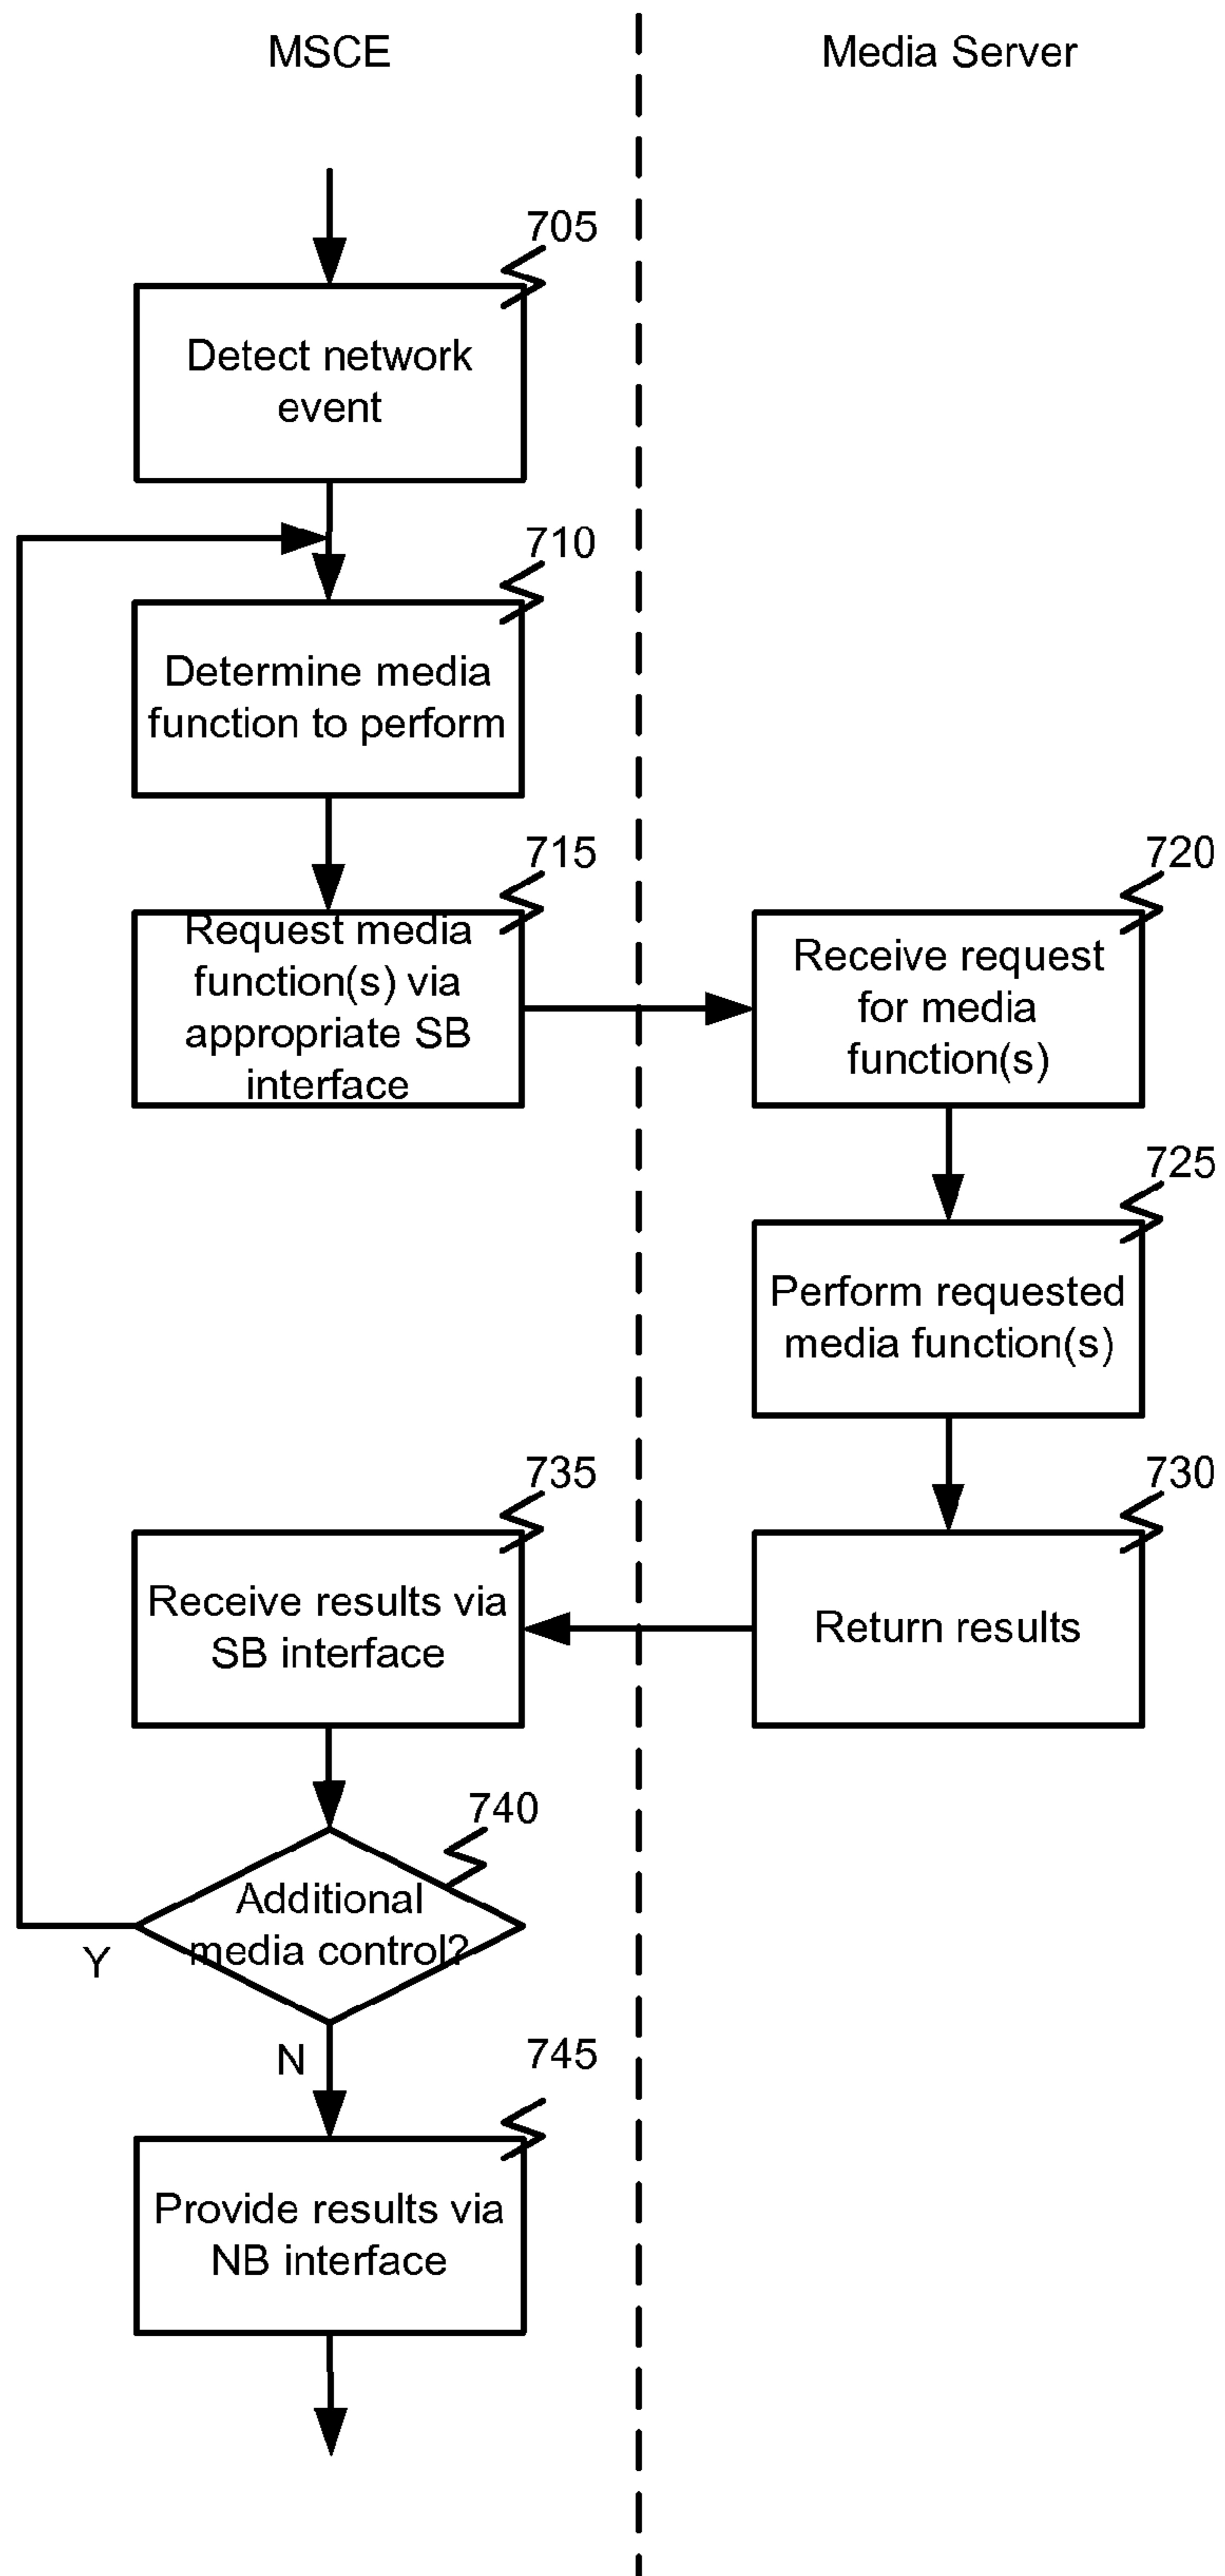 MSCE
Media Server
705
Detect network
event
710
Determine media
function to perform
715
Request media
function(s) via
appropriate SB
interface
720
Receive request
for media
function(s)
725
Perform requested
media function(s)
730
Return results
735
Receive results via
SB interface
740
Additional
media control?
Y
N
745
Provide results via
NB interface